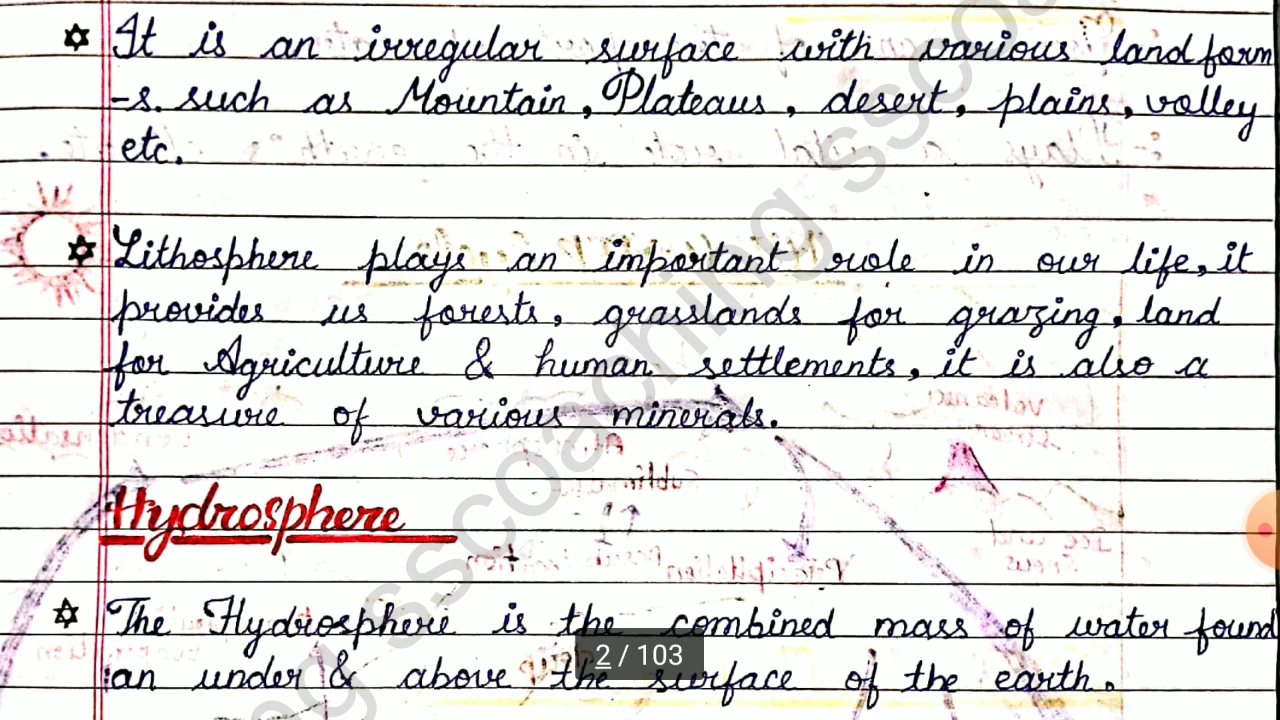 It is an irregular surface with various landform
-s. such as Mountain, Plateaus, desert, plains, valley
etc.
Lithosphere plays an important role in our life, it
provides us forests, grasslands for grazing, land
for Agriculture & human settlements, it is also a
treasure of various minerals.
Hydrosphere
The Hydrosphere is the combined mass of water found
an under & above the surface of the earth.
2 / 103
sscoaching sscoa